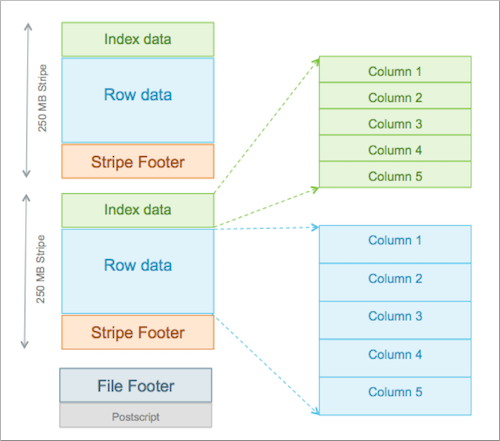 250 MB Stripe
Index data
Row data
Stripe Footer
250 MB Stripe
Index data
Row data
Stripe Footer
File Footer
Postscript
Column 1
Column 2
Column 3
Column 4
Column 5
Column 1
Column 2
Column 3
Column 4
Column 5